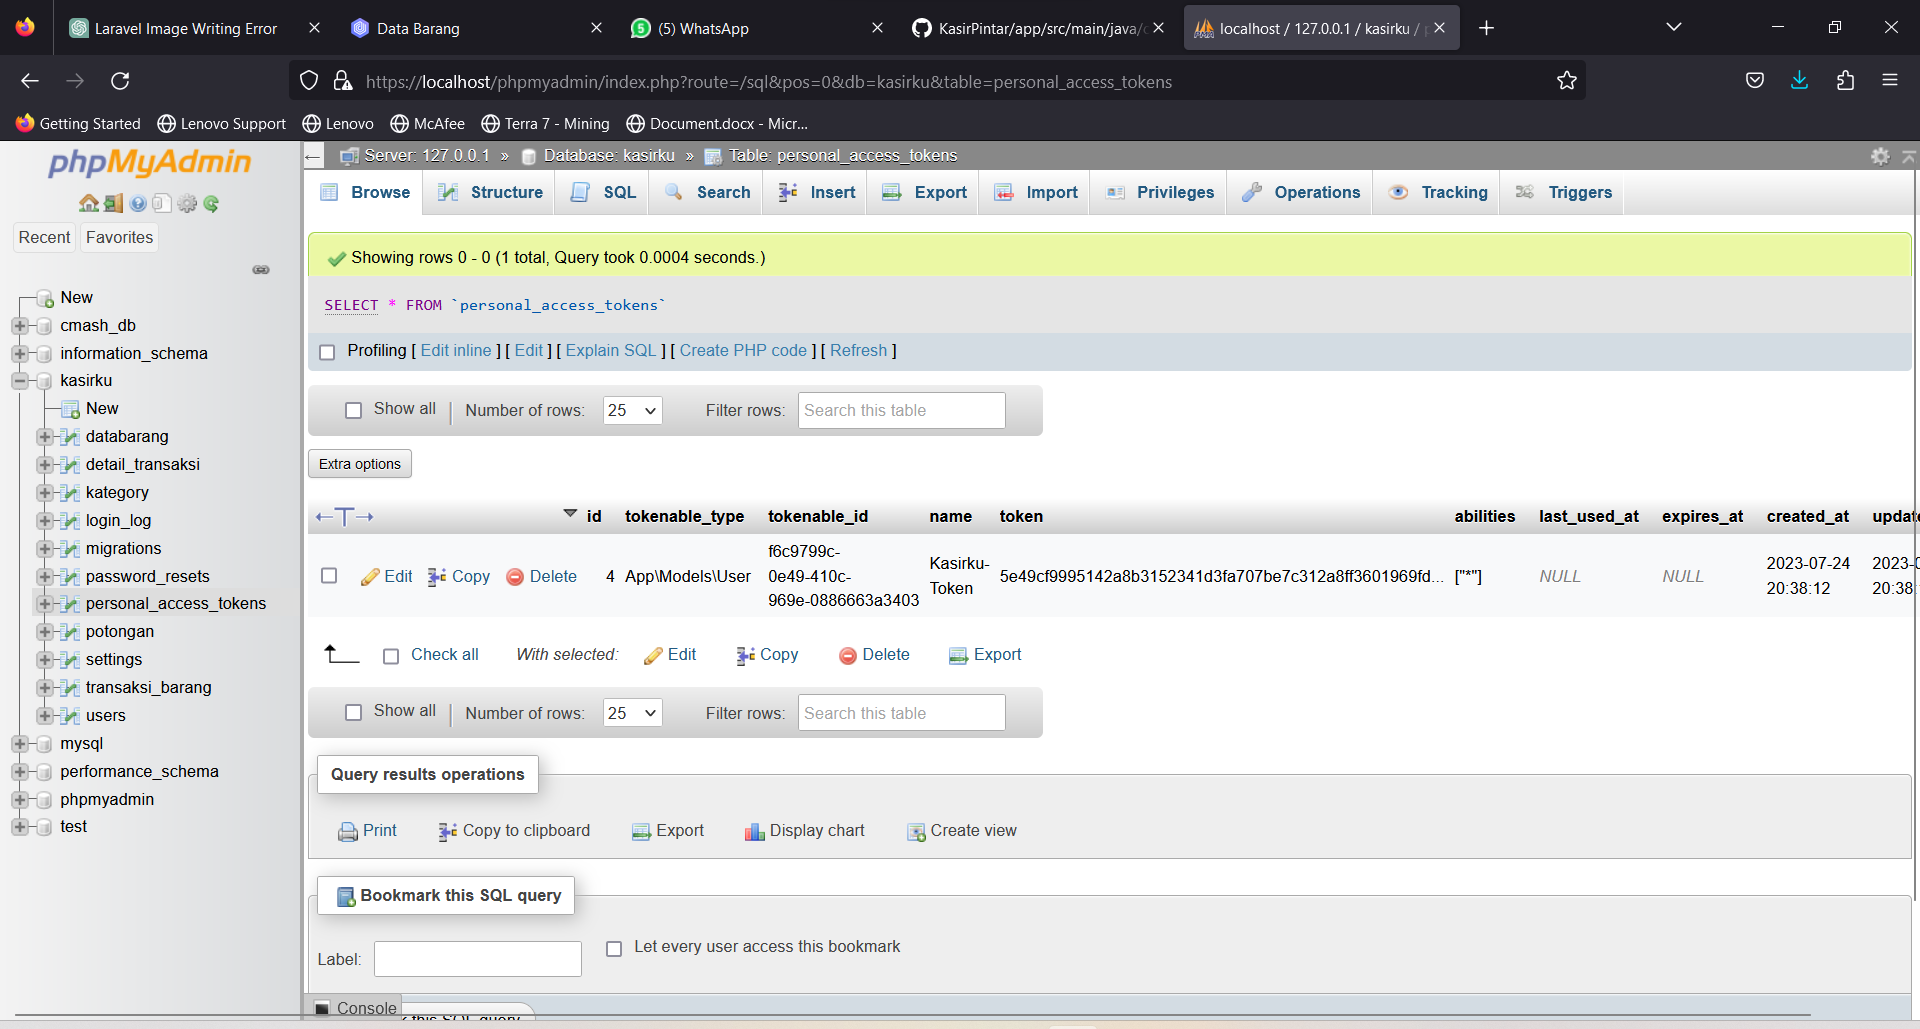 Laravel Image Writing Error
Data Barang
(5) WhatsApp
KasirPintar/app/src/main/java/c
localhost / 127.0.0.1 / kasirku / p
https://localhost/phpmyadmin/index.php?route=/sql&pos=0&db=kasirku&table=personal_access_tokens
Getting Started
Lenovo Support
Lenovo
McAfee
Terra 7 - Mining
Document.docx - Micr...
phpMyAdmin
Recent
Favorites
New
cmash_db
information_schema
kasirku
New
databarang
detail_transaksi
kategory
login_log
migrations
password_resets
personal_access_tokens
potongan
settings
transaksi_barang
users
mysql
performance_schema
phpmyadmin
test
Server: 127.0.0.1 » Database: kasirku » Table: personal_access_tokens
Browse
Structure
SQL
Search
Insert
Export
Import
Privileges
Operations
Tracking
Triggers
Showing rows 0 - 0 (1 total, Query took 0.0004 seconds.)
SELECT * FROM `personal_access_tokens`
Profiling [ Edit inline ] [ Edit ] [ Explain SQL ] [ Create PHP code ] [ Refresh ]
Show all
Number of rows:
25
Filter rows:
Search this table
Extra options
id tokenable_type tokenable_id name token abilities last_used_at expires_at created_at update
Edit Copy Delete
4
App\Models\User
f6c9799c-
0e49-410c-
969e-0886663a3403
Kasirku-
Token
5e49cf9995142a8b3152341d3fa707be7c312a8ff3601969fd...
["*"]
NULL
NULL
2023-07-24
20:38:12
2023-0
20:38:
Check all
With selected:
Edit
Copy
Delete
Export
Show all
Number of rows:
25
Filter rows:
Search this table
Query results operations
Print
Copy to clipboard
Export
Display chart
Create view
Bookmark this SQL query
Label:
Let every user access this bookmark
Console
this SQL query